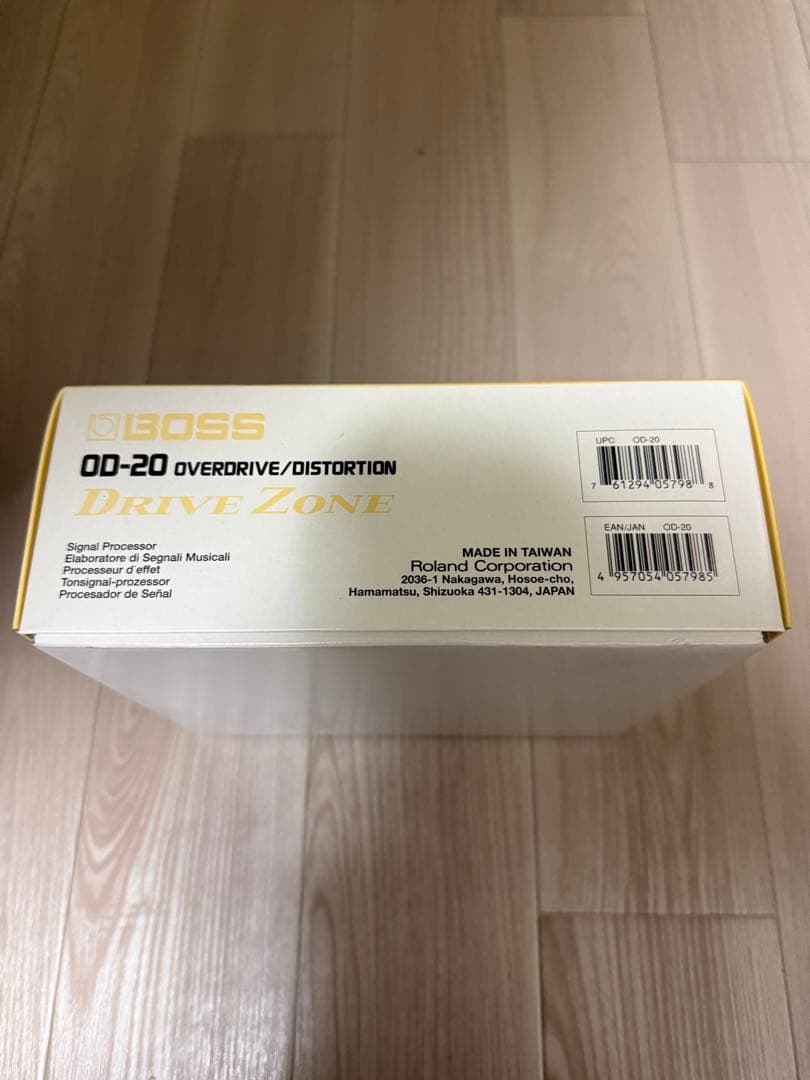 BOSS
OD-20 OVERDRIVE/DISTORTION
DRIVE ZONE
Signal Processor
Elaboratore di Segnali Musicali
Processeur d'effet
Tonsignal-prozessor
Procesador de Señal
MADE IN TAIWAN
Roland Corporation
2036-1 Nakagawa, Hosoe-cho,
Hamamatsu, Shizuoka 431-1304, JAPAN
UPC OD-20
7 61294 05798 8
EAN/JAN OD-20
4 957054 057985